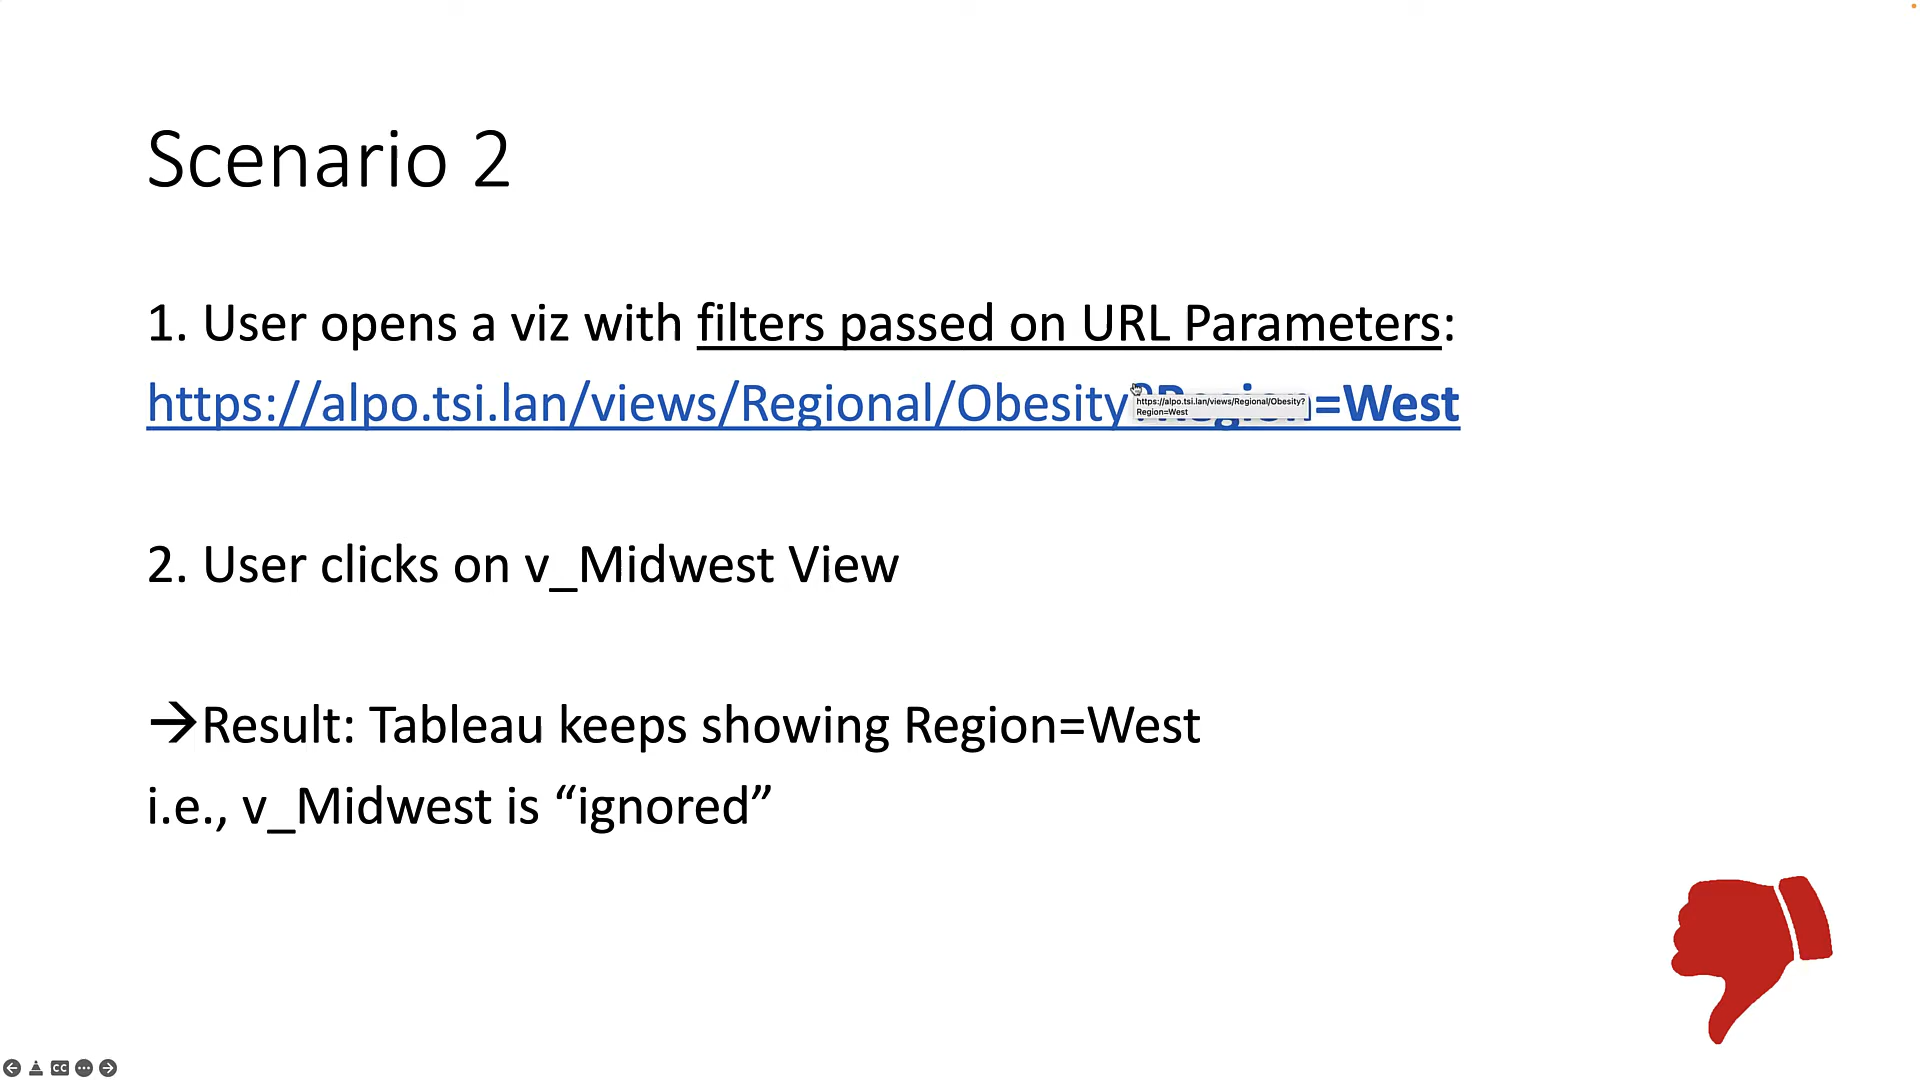 Scenario 2
1. User opens a viz with filters passed on URL Parameters:
https://alpo.tsi.lan/views/Regional/Obesity?Region=West
https://alpo.tsi.lan/views/Regional/Obesity?
Region=West
2. User clicks on v_Midwest View
→Result: Tableau keeps showing Region=West
i.e., v_Midwest is “ignored”
CC